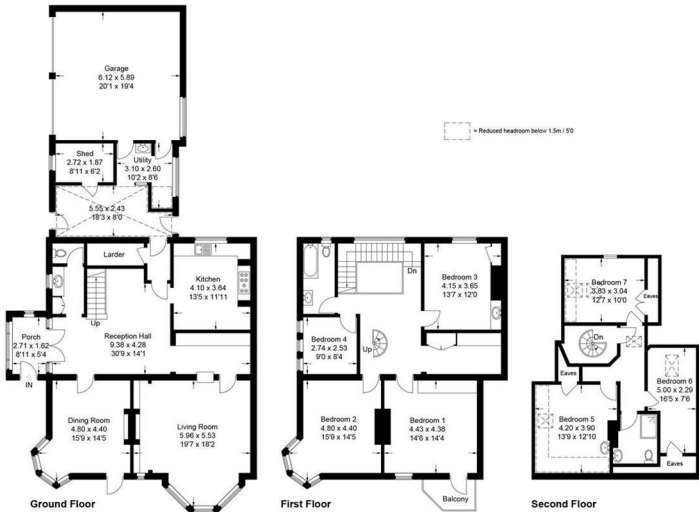 Garage
6.12 x 5.89
20'1 x 19'4
= Reduced headroom below 1.5m / 5'0
Shed
2.72 x 1.87
8'11 x 6'2
Utility
3.10 x 2.60
10'2 x 8'6
5.55 x 2.43
18'3 x 8'0
Larder
Kitchen
4.10 x 3.64
13'5 x 11'11
Up
Reception Hall
9.38 x 4.28
30'9 x 14'1
Porch
2.71 x 1.62
8'11 x 5'4
IN
Dining Room
4.80 x 4.40
15'9 x 14'5
Living Room
5.96 x 5.53
19'7 x 18'2
Ground Floor
Dn
Bedroom 3
4.15 x 3.65
13'7 x 12'0
Bedroom 4
2.74 x 2.53
9'0 x 8'4
Up
Bedroom 2
4.80 x 4.40
15'9 x 14'5
Bedroom 1
4.43 x 4.38
14'6 x 14'4
Balcony
First Floor
Bedroom 7
3.83 x 3.04
12'7 x 10'0
Eaves
Dn
Eaves
Bedroom 6
5.00 x 2.29
16'5 x 7'6
Bedroom 5
4.20 x 3.90
13'9 x 12'10
Eaves
Second Floor